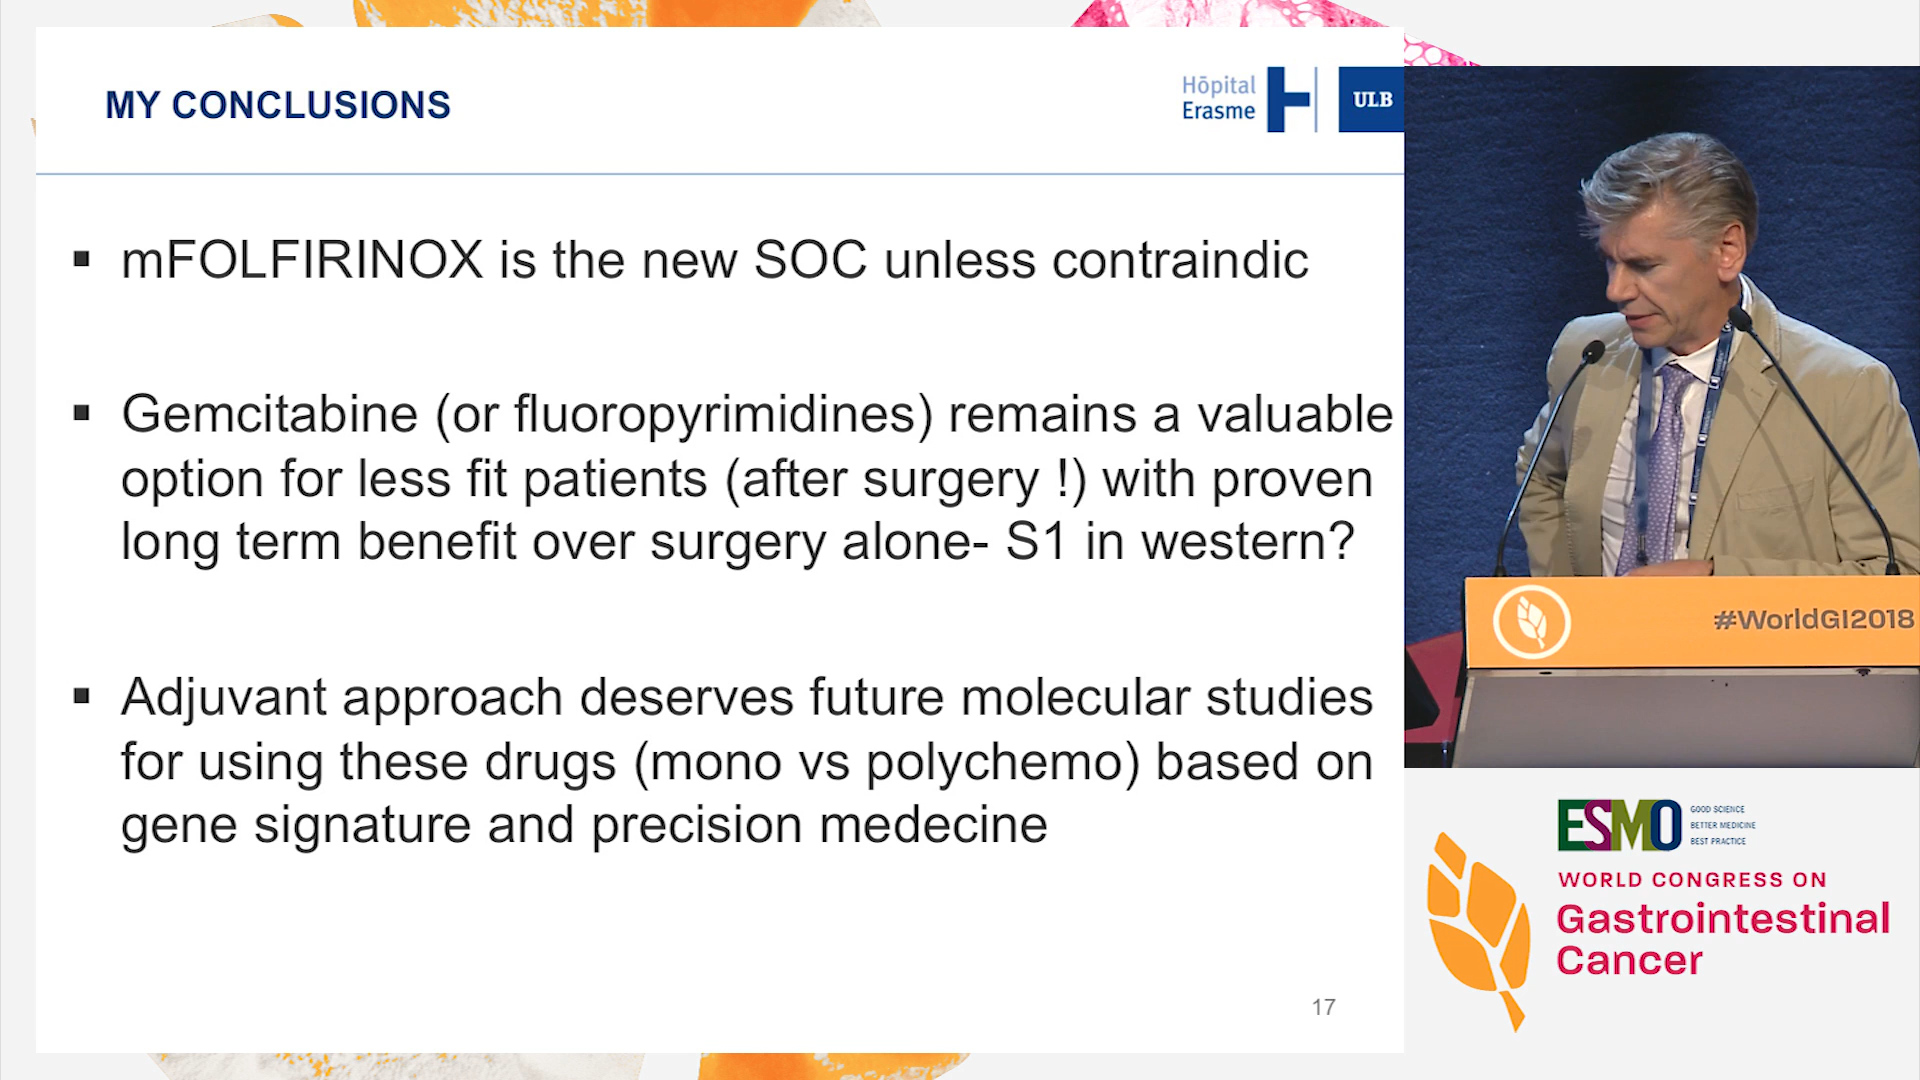 MY CONCLUSIONS
Hōpital
Erasme
ULB
▪ mFOLFIRINOX is the new SOC unless contraindic
▪ Gemcitabine (or fluoropyrimidines) remains a valuable
option for less fit patients (after surgery !) with proven
long term benefit over surgery alone- S1 in western?
▪ Adjuvant approach deserves future molecular studies
for using these drugs (mono vs polychemo) based on
gene signature and precision medecine
17
#WorldGI2018
ESMO
GOOD SCIENCE
BETTER MEDICINE
BEST PRACTICE
WORLD CONGRESS ON
Gastrointestinal
Cancer